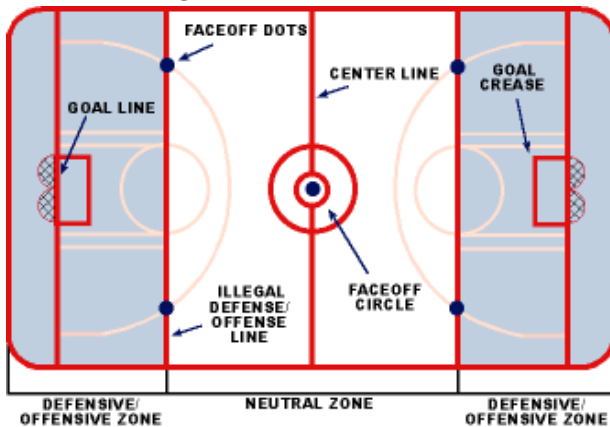 FACEOFF DOTS
CENTER LINE
GOAL
CREASE
GOAL LINE
ILLEGAL
DEFENSE/
OFFENSE
LINE
FACEOFF
CIRCLE
DEFENSIVE/
OFFENSIVE ZONE
NEUTRAL ZONE
DEFENSIVE/
OFFENSIVE ZONE